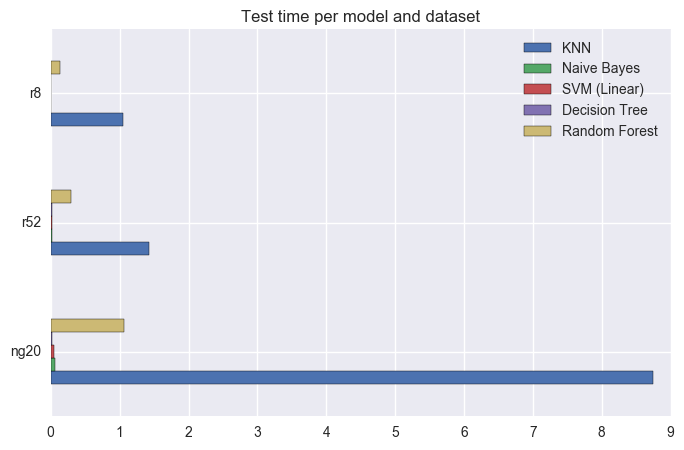 Test time per model and dataset
KNN
Naive Bayes
SVM (Linear)
Decision Tree
Random Forest
r8
r52
ng20
0 1 2 3 4 5 6 7 8 9